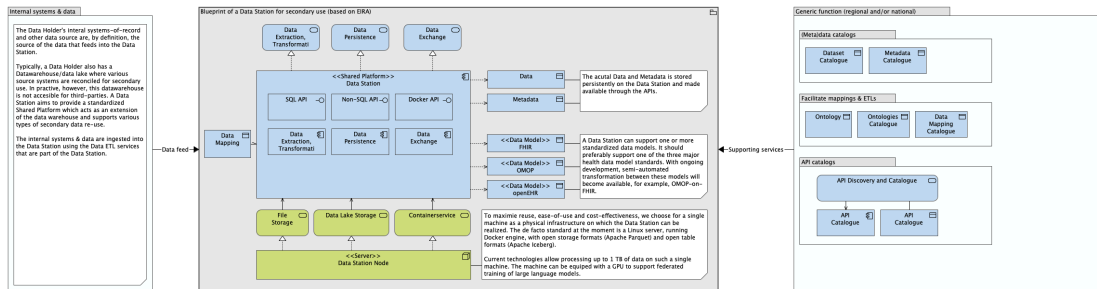 Internal systems & data
The Data Holder's interal systems-of-record
and other data source are, by definition, the
source of the data that feeds into the Data
Station.
Typically, a Data Holder also has a
Datawarehouse/data lake where various
source systems are reconciled for secondary
use. In practive, however, this datawarehouse
is not accesible for third-parties. A Data
Station aims to provide a standardized
Shared Platform which acts as an extension
of the data warehouse and supports various
types of secondary data re-use.
The internal systems & data are ingested into
the Data Station using the Data ETL services
that are part of the Data Station.
Data feed
Blueprint of a Data Station for secondary use (based on EIRA)
Data
Extraction,
Transformati
Data
Persistence
Data
Exchange
<<Shared Platform>>
Data Station
SQL API
Non-SQL API
Docker API
Data
Mapping
Data
Extraction,
Transformati
Data
Persistence
Data
Exchange
Data
Metadata
The acutal Data and Metadata is stored
persistently on the Data Station and made
available through the APIs.
<<Data Model>>
FHIR
<<Data Model>>
OMOP
<<Data Model>>
openEHR
A Data Station can support one or more
standardized data models. It should
preferably support one of the three major
health data model standards. With ongoing
development, semi-automated
transformation between these models will
become available, for example, OMOP-on-
FHIR.
File
Storage
Data Lake Storage
Containerservice
<<Server>>
Data Station Node
To maximie reuse, ease-of-use and cost-effectiveness, we choose for a single
machine as a physical infrastructure on which the Data Station can be
realized. The de facto standard at the moment is a Linux server, running
Docker engine, with open storage formats (Apache Parquet) and open table
formats (Apache Iceberg).
Current technologies allow processing up to 1 TB of data on such a single
machine. The machine can be equiped with a GPU to support federated
training of large language models.
Supporting services
Generic function (regional and/or national)
(Meta)data catalogs
Dataset
Catalogue
Metadata
Catalogue
Facilitate mappings & ETLs
Ontology
Ontologies
Catalogue
Data
Mapping
Catalogue
API catalogs
API Discovery and Catalogue
API
Catalogue
API
Catalogue